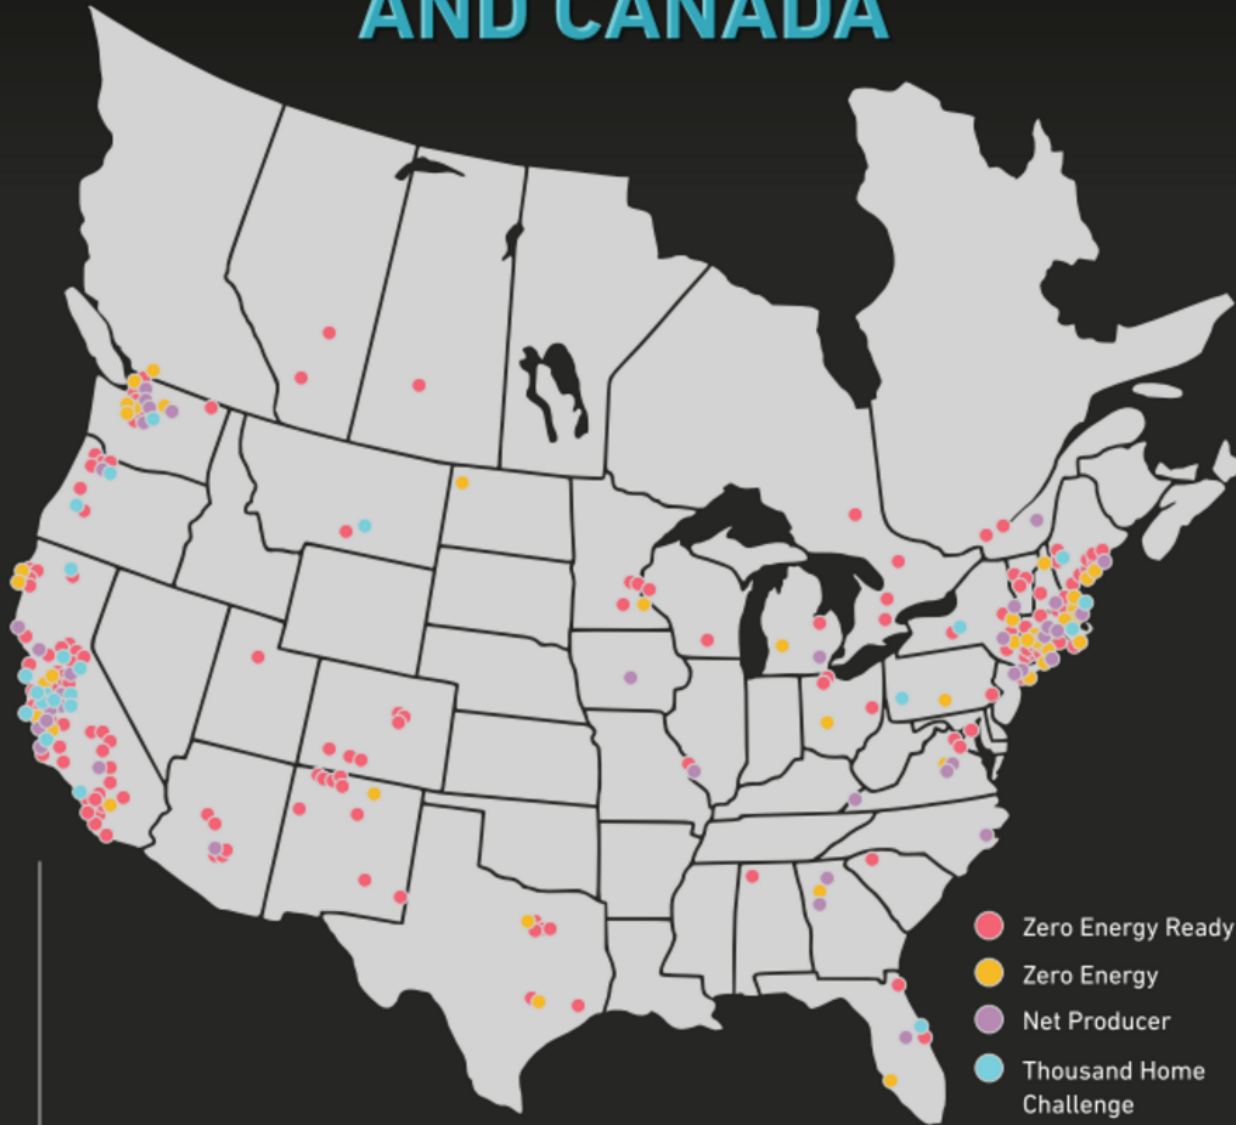 AND CANADA
Zero Energy Ready
Zero Energy
Net Producer
Thousand Home
Challenge